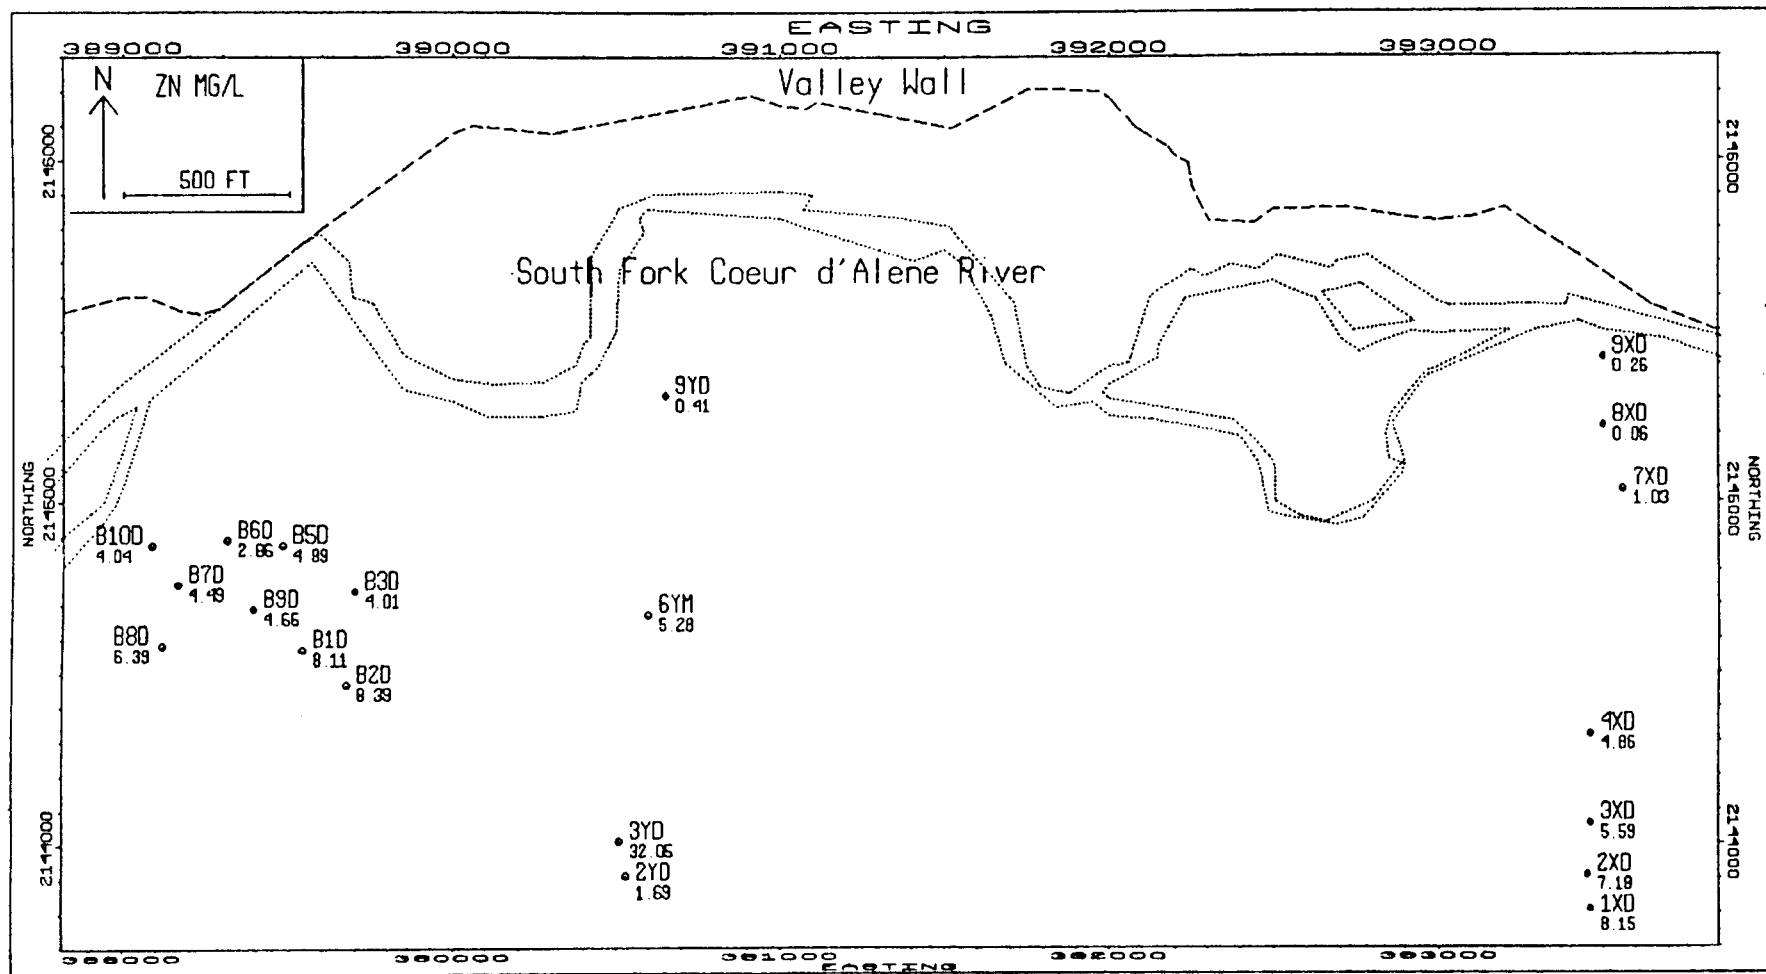 EASTING
389000 390000 391000 392000 393000
N ZN MG/L
Valley Wall
2146000
2146000
500 FT
South Fork Coeur d'Alene River
9XD
0.26
9YD
0.41
8XD
0.06
7XD
1.03
NORTHING
NORTHING
2145000
2145000
B10D
4.04
B6D
2.86
B5D
4.89
B7D
4.49
B3D
4.01
B9D
4.66
6YM
5.28
B8D
6.39
B1D
8.11
B2D
8.39
4XD
4.86
3XD
5.59
2144000
2144000
3YD
32.05
2YD
1.69
2XD
7.18
1XD
8.15
EASTING